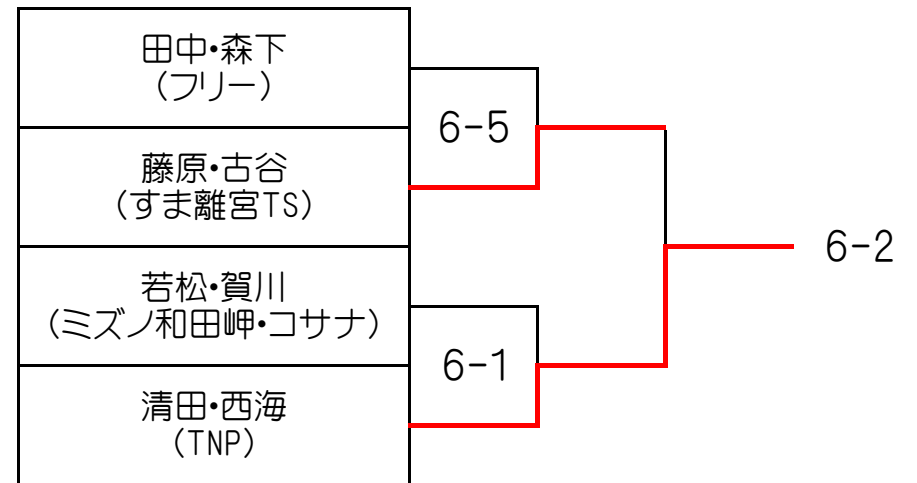 田中・森下
（フリー）
6-5
藤原・古谷
（すま離宮TS）
6-2
若松・賀川
（ミズノ和田岬・コサナ）
6-1
清田・西海
（TNP）